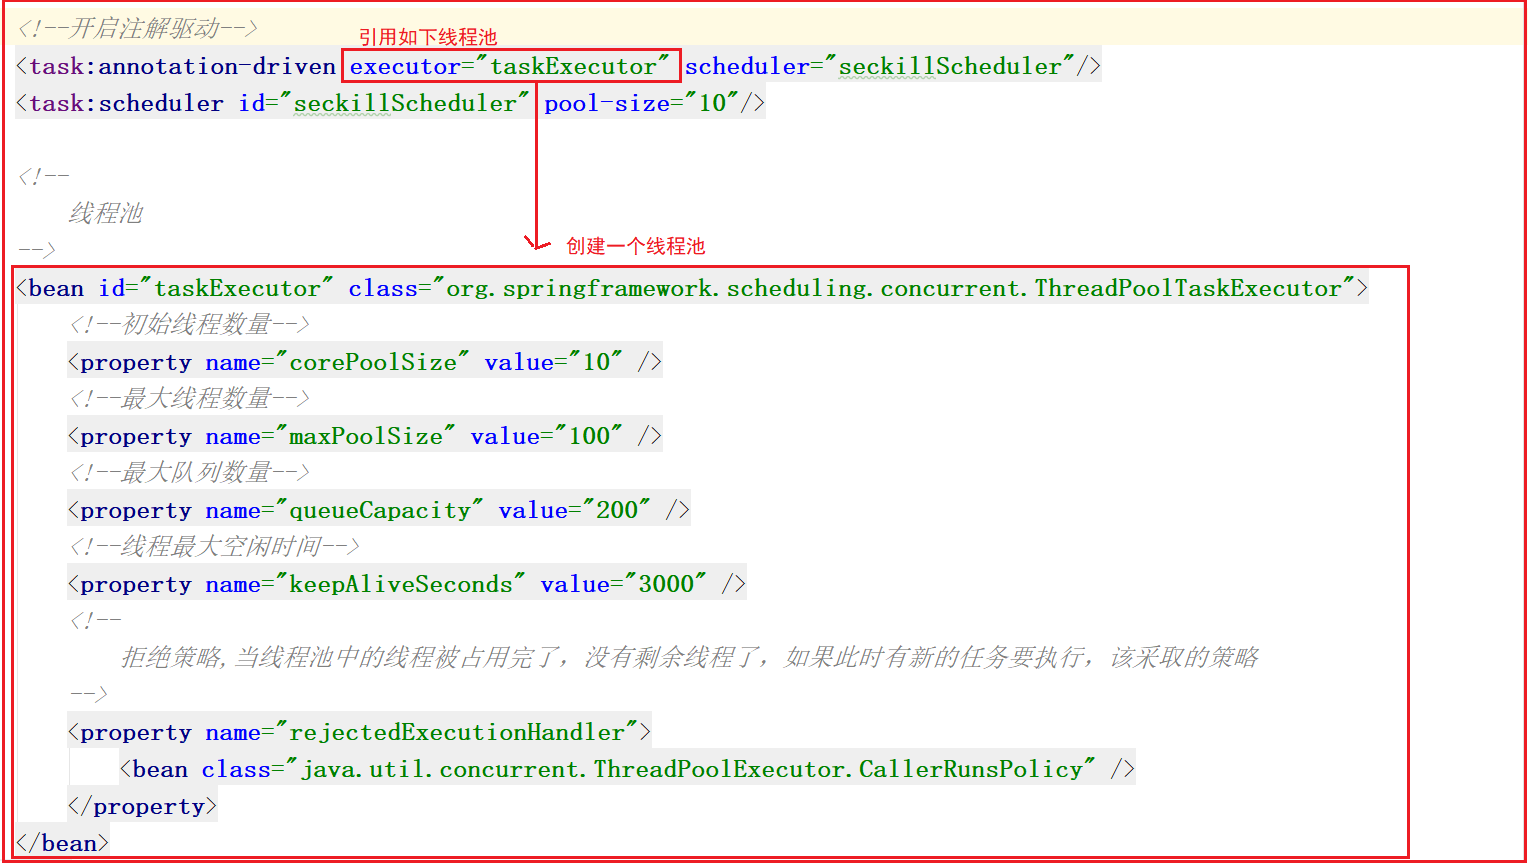 <!--开启注解驱动-->
引用如下线程池
<task:annotation-driven executor="taskExecutor" scheduler="seckillScheduler"/>
<task:scheduler id="seckillScheduler" pool-size="10"/>
<!--
线程池
-->
创建一个线程池
<bean id="taskExecutor" class="org.springframework.scheduling.concurrent.ThreadPoolTaskExecutor">
<!--初始线程数量-->
<property name="corePoolSize" value="10" />
<!--最大线程数量-->
<property name="maxPoolSize" value="100" />
<!--最大队列数量-->
<property name="queueCapacity" value="200" />
<!--线程最大空闲时间-->
<property name="keepAliveSeconds" value="3000" />
<!--
拒绝策略,当线程池中的线程被占用完了，没有剩余线程了，如果此时有新的任务要执行，该采取的策略
-->
<property name="rejectedExecutionHandler">
<bean class="java.util.concurrent.ThreadPoolExecutor.CallerRunsPolicy" />
</property>
</bean>